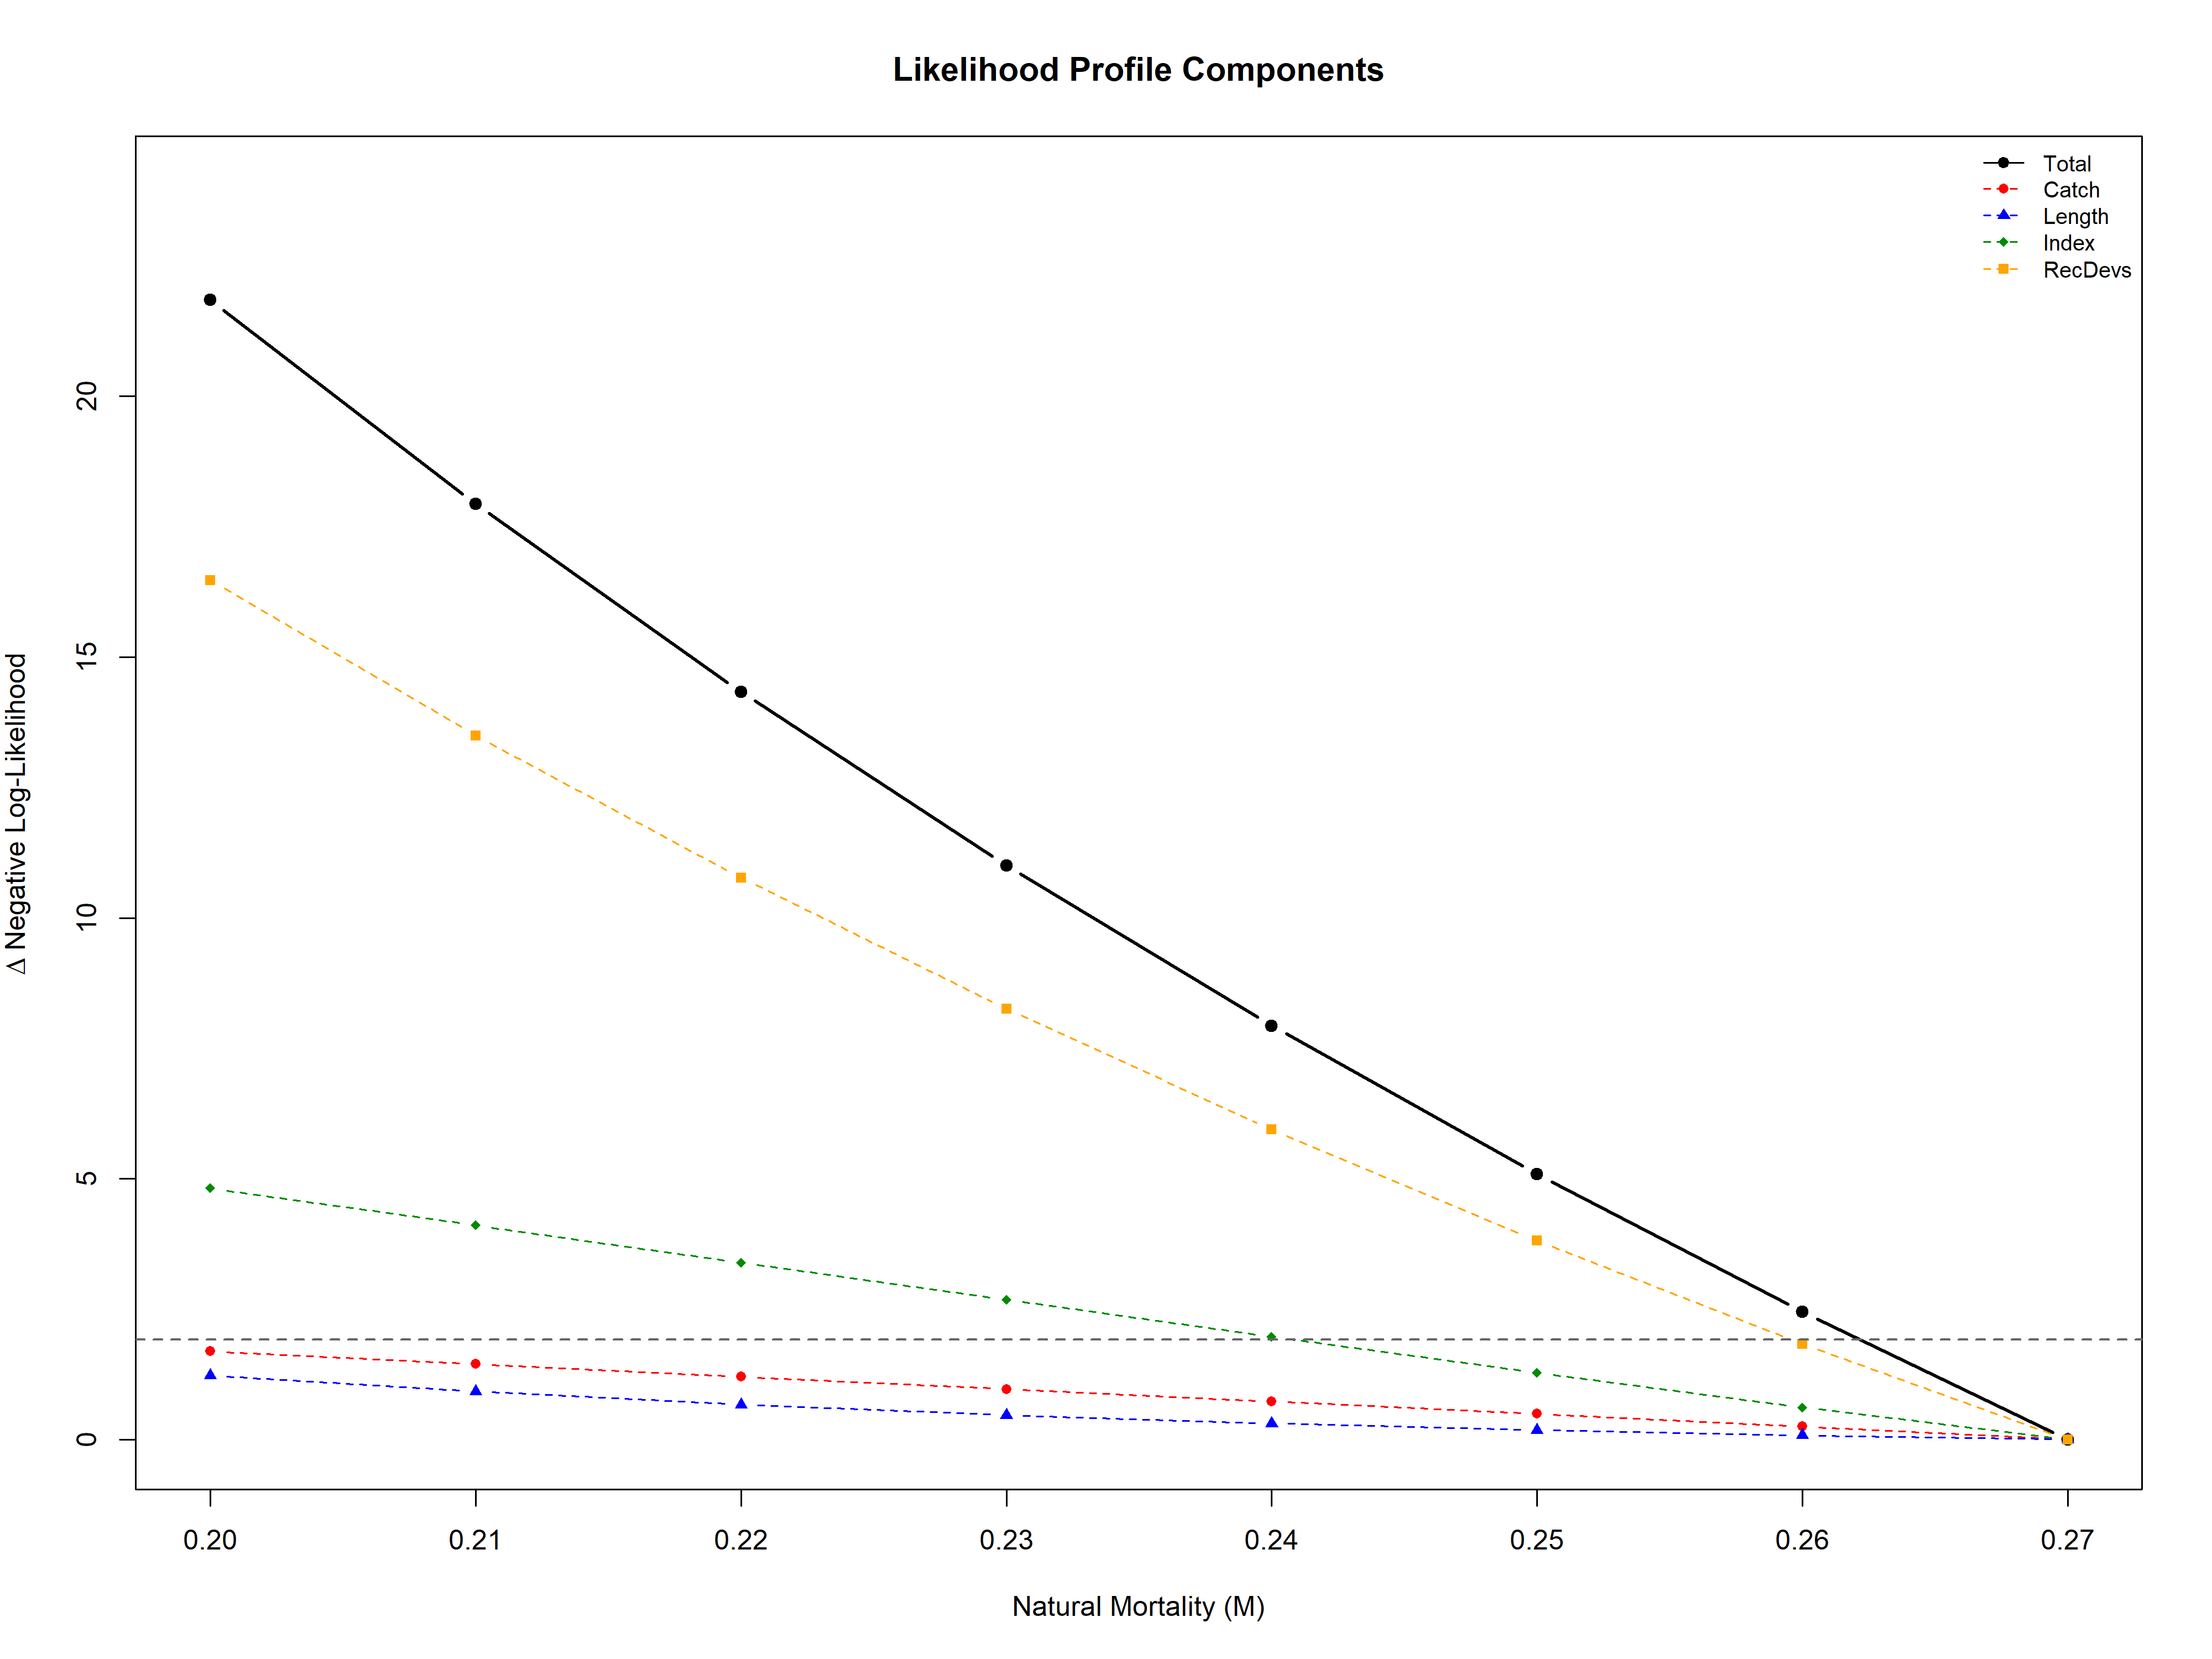 Likelihood Profile Components
Total
Catch
Length
Index
RecDevs
Δ Negative Log-Likelihood
20
15
10
5
0
0.20 0.21 0.22 0.23 0.24 0.25 0.26 0.27
Natural Mortality (M)